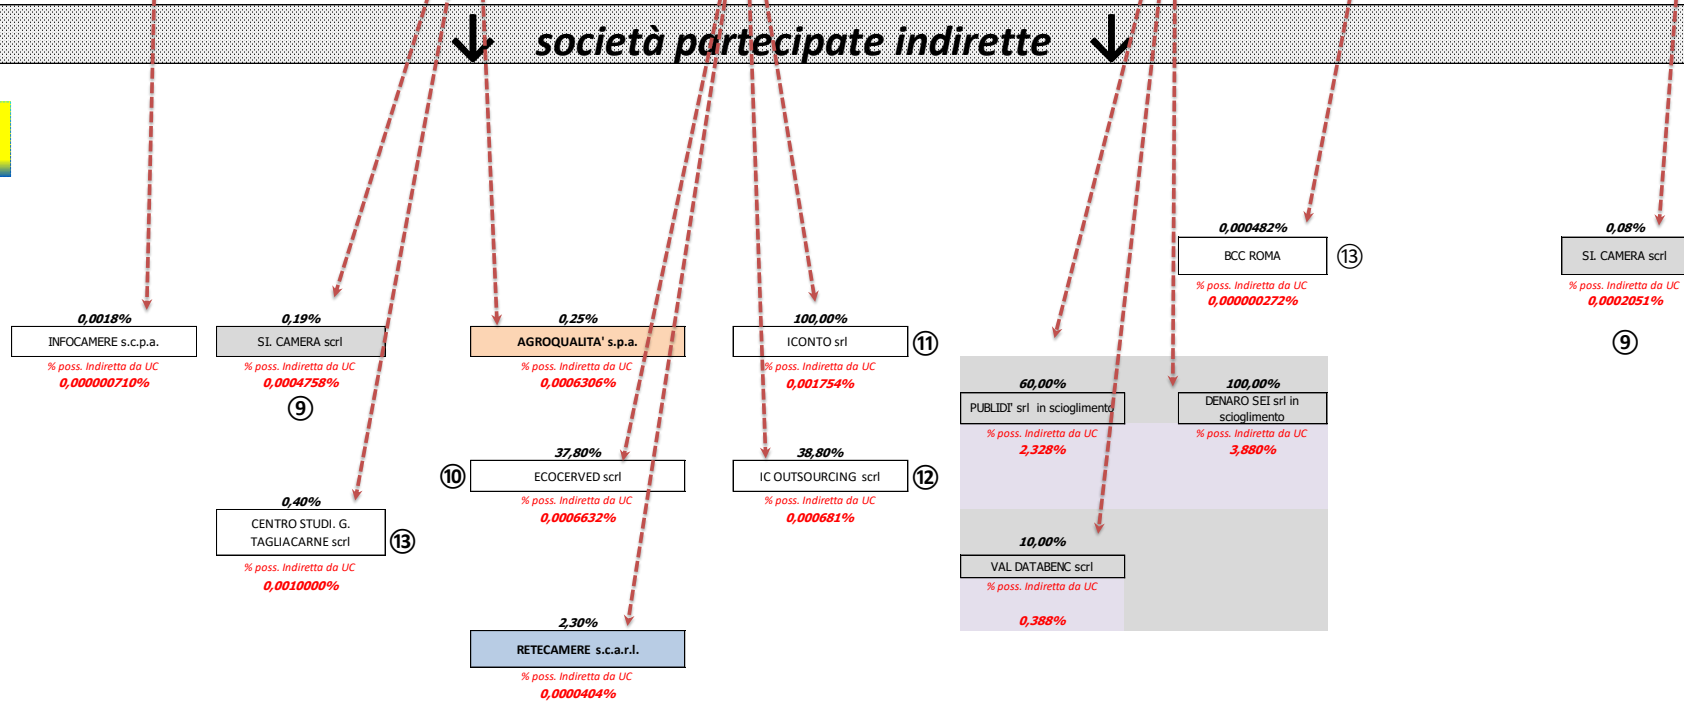 società partecipate indirette
0,000482%
BCC ROMA
⑬
% poss. Indiretta da UC
0,000000272%
0,08%
SI. CAMERA scrl
% poss. Indiretta da UC
0,0002051%
⑨
0,0018%
INFOCAMERE s.c.p.a.
% poss. Indiretta da UC
0,000000710%
0,19%
SI. CAMERA scrl
% poss. Indiretta da UC
0,0004758%
⑨
0,25%
AGROQUALITA' s.p.a.
% poss. Indiretta da UC
0,0006306%
100,00%
ICONTO srl
⑪
% poss. Indiretta da UC
0,001754%
60,00%
PUBLIDI' srl in scioglimento
% poss. Indiretta da UC
2,328%
100,00%
DENARO SEI srl in
scioglimento
% poss. Indiretta da UC
3,880%
0,40%
CENTRO STUDI. G.
TAGLIACARNE scrl
⑬
% poss. Indiretta da UC
0,0010000%
37,80%
⑩
ECOCERVED scrl
% poss. Indiretta da UC
0,0006632%
38,80%
IC OUTSOURCING scrl
⑫
% poss. Indiretta da UC
0,000681%
10,00%
VAL DATABENC scrl
% poss. Indiretta da UC
0,388%
2,30%
RETECAMERE s.c.a.r.l.
% poss. Indiretta da UC
0,0000404%